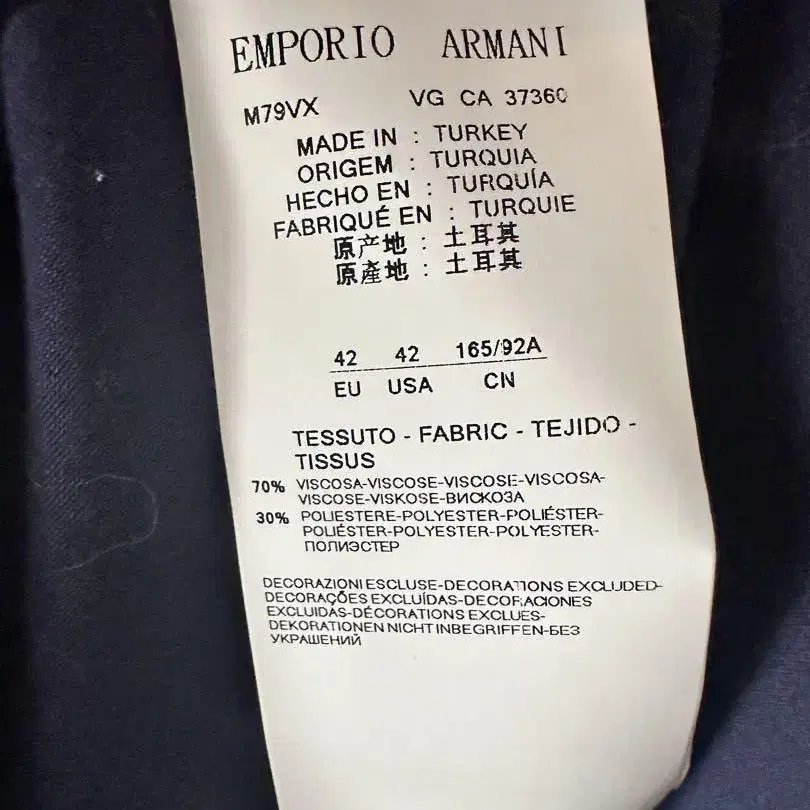 EMPORIO ARMANI
M79VX VG CA 37360
MADE IN : TURKEY
ORIGEM : TURQUIA
HECHO EN : TURQUÍA
FABRIQUÉ EN : TURQUIE
原产地 : 土耳其
原產地 : 土耳其
42 42 165/92A
EU USA CN
TESSUTO - FABRIC - TEJIDO -
TISSUS
70% VISCOSA-VISCOSE-VISCOSE-VISCOSA-
VISCOSE-VISKOSE-ВИСКОЗА
30% POLIESTERE-POLYESTER-POLIÉSTER-
POLIÉSTER-POLYESTER-POLYESTER-
ПОЛИЭСТЕР
DECORAZIONI ESCLUSE-DECORATIONS EXCLUDED-
DECORAÇÕES EXCLUÍDAS-DECORACIONES
EXCLUIDAS-DÉCORATIONS EXCLUES-
DEKORATIONEN NICHT INBEGRIFFEN-БЕЗ
УКРАШЕНИЙ